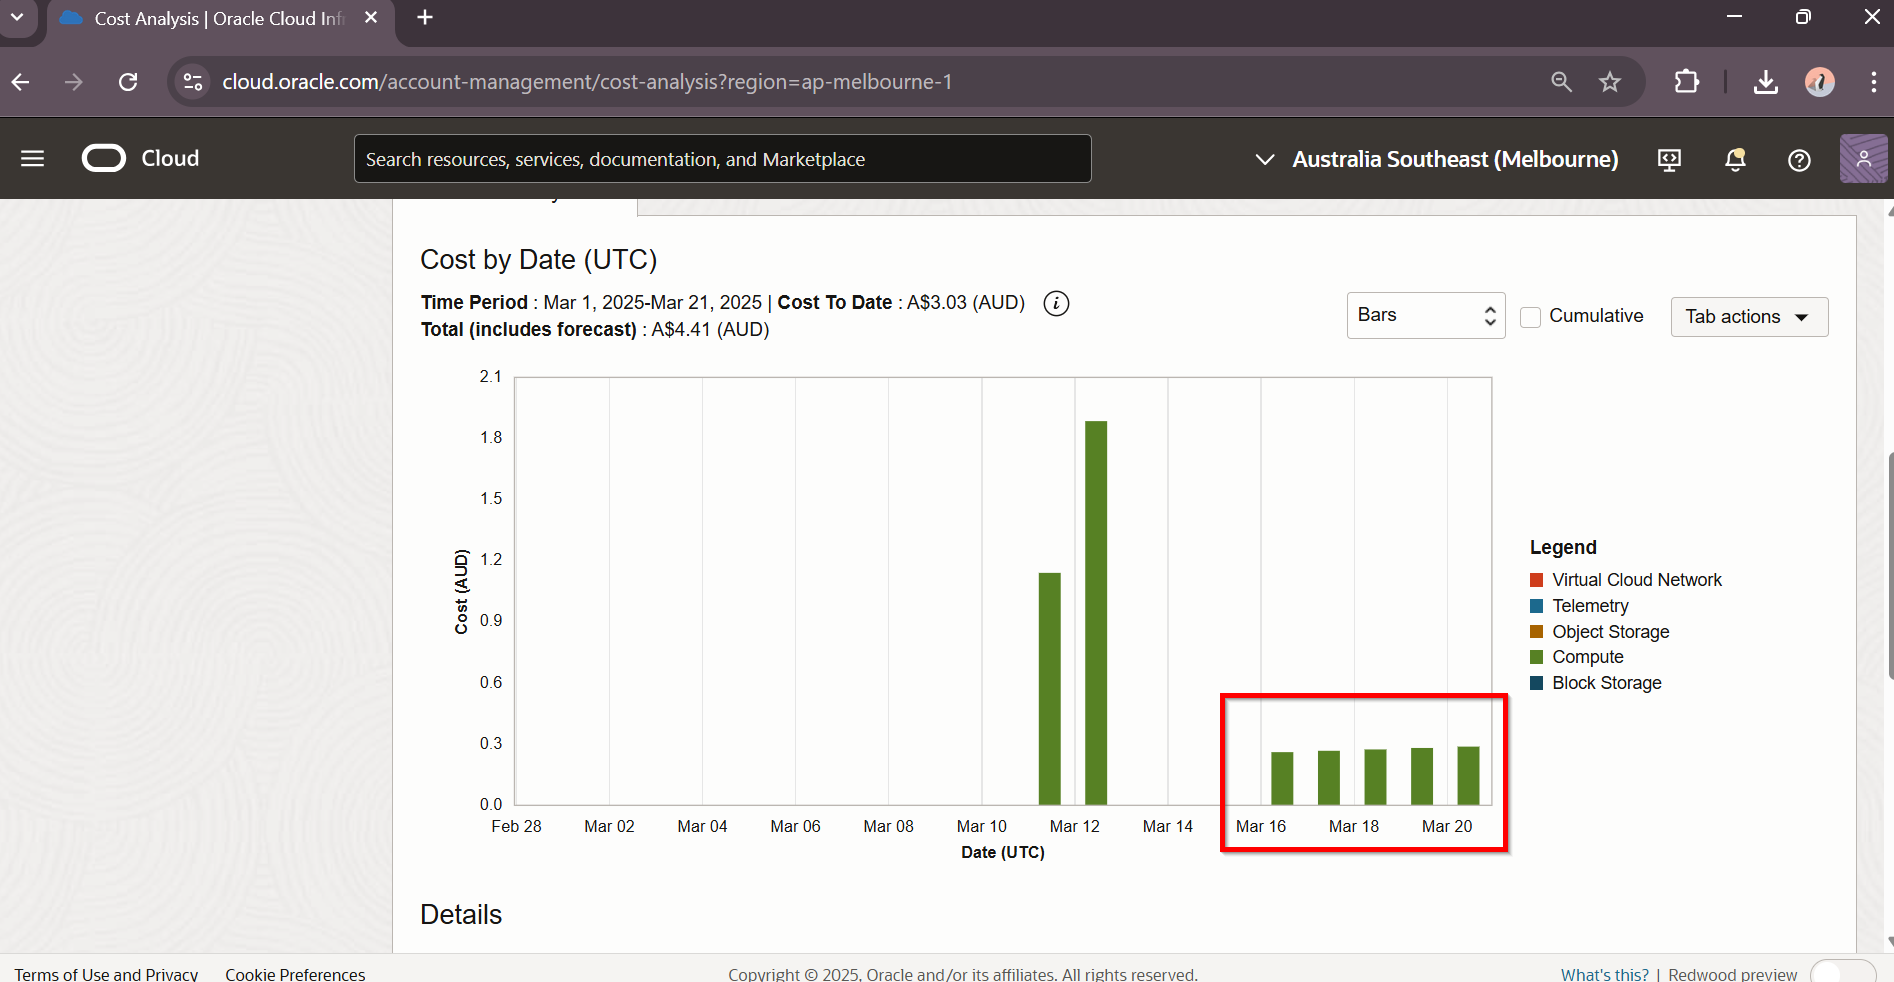 Cost Analysis | Oracle Cloud Inf
cloud.oracle.com/account-management/cost-analysis?region=ap-melbourne-1
Cloud
Search resources, services, documentation, and Marketplace
Australia Southeast (Melbourne)
Cost by Date (UTC)
Time Period : Mar 1, 2025-Mar 21, 2025 | Cost To Date : A$3.03 (AUD)
Total (includes forecast) : A$4.41 (AUD)
Bars
Cumulative
Tab actions
2.1
1.8
1.5
1.2
0.9
0.6
0.3
0.0
Cost (AUD)
Feb 28
Mar 02
Mar 04
Mar 06
Mar 08
Mar 10
Mar 12
Mar 14
Mar 16
Mar 18
Mar 20
Date (UTC)
Legend
Virtual Cloud Network
Telemetry
Object Storage
Compute
Block Storage
Details
Terms of Use and Privacy
Cookie Preferences
Copyright © 2025, Oracle and/or its affiliates. All rights reserved.
What's this? | Redwood preview